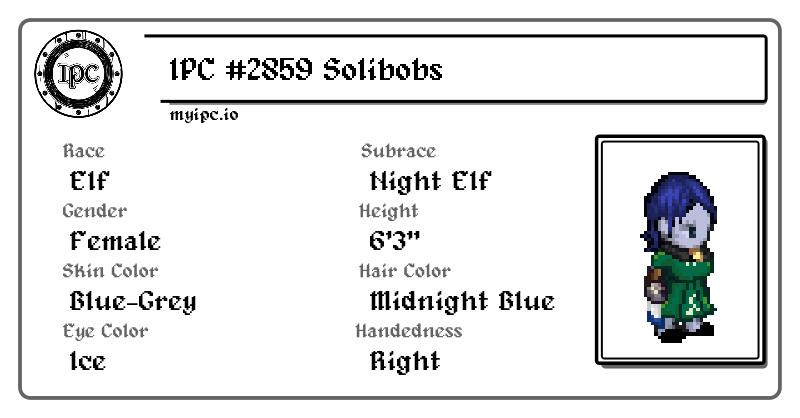 IPC
IPC #2859 Solibobs
myipc.io
Race
Elf
Subrace
Night Elf
Gender
Female
Height
6'3"
Skin Color
Blue-Grey
Hair Color
Midnight Blue
Eye Color
Ice
Handedness
Right